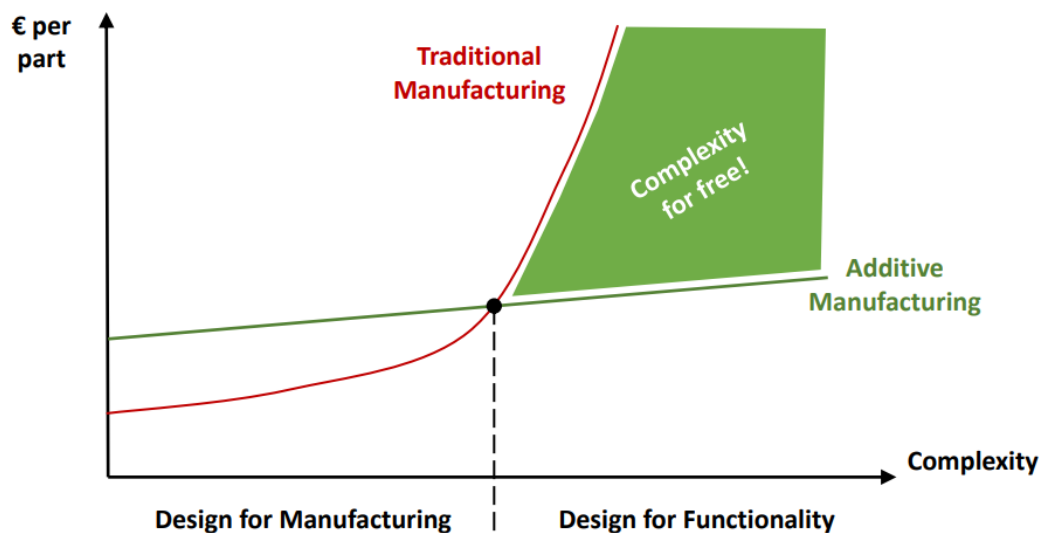 € per
part
Traditional
Manufacturing
Complexity
for free!
Additive
Manufacturing
Complexity
Design for Manufacturing
Design for Functionality